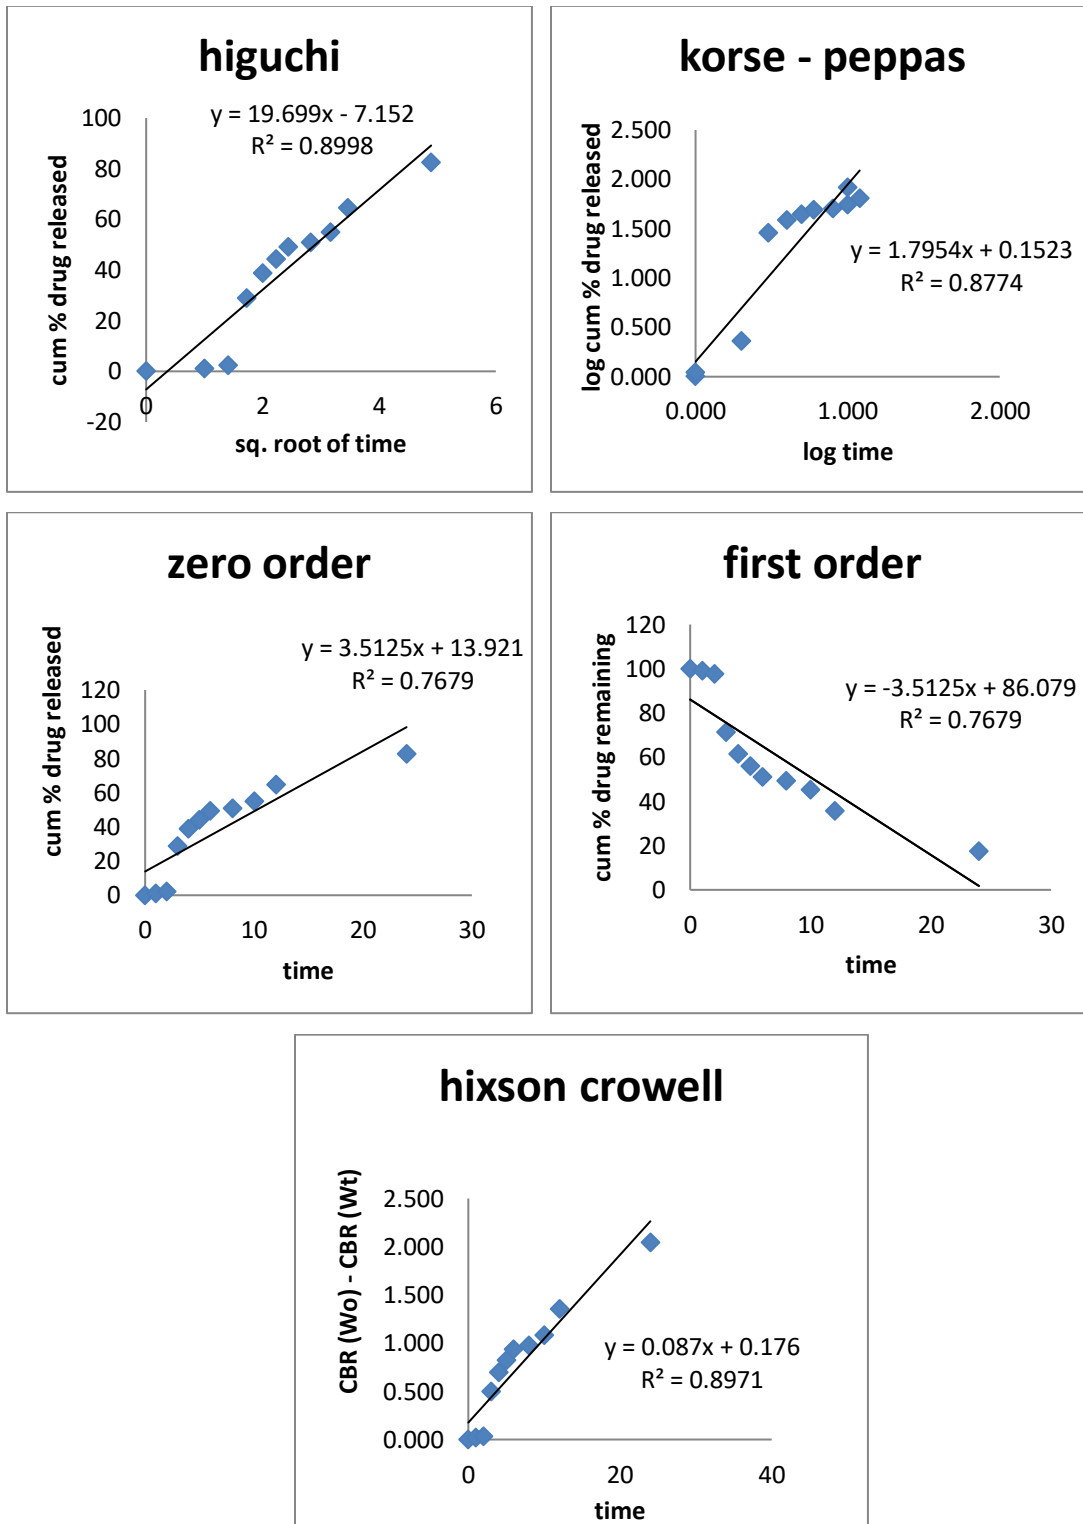 higuchi
y = 19.699x - 7.152
R² = 0.8998
100
80
60
40
20
0
-20
0
2
4
6
cum % drug released
sq. root of time
korse - peppas
2.500
2.000
1.500
1.000
0.500
0.000
y = 1.7954x + 0.1523
R² = 0.8774
0.000
1.000
2.000
log cum % drug released
log time
zero order
y = 3.5125x + 13.921
R² = 0.7679
120
100
80
60
40
20
0
0
10
20
30
cum % drug released
time
first order
120
100
80
60
40
20
0
y = -3.5125x + 86.079
R² = 0.7679
0
10
20
30
cum % drug remaining
time
hixson crowell
2.500
2.000
1.500
1.000
0.500
0.000
y = 0.087x + 0.176
R² = 0.8971
0
20
40
CBR (Wo) - CBR (Wt)
time